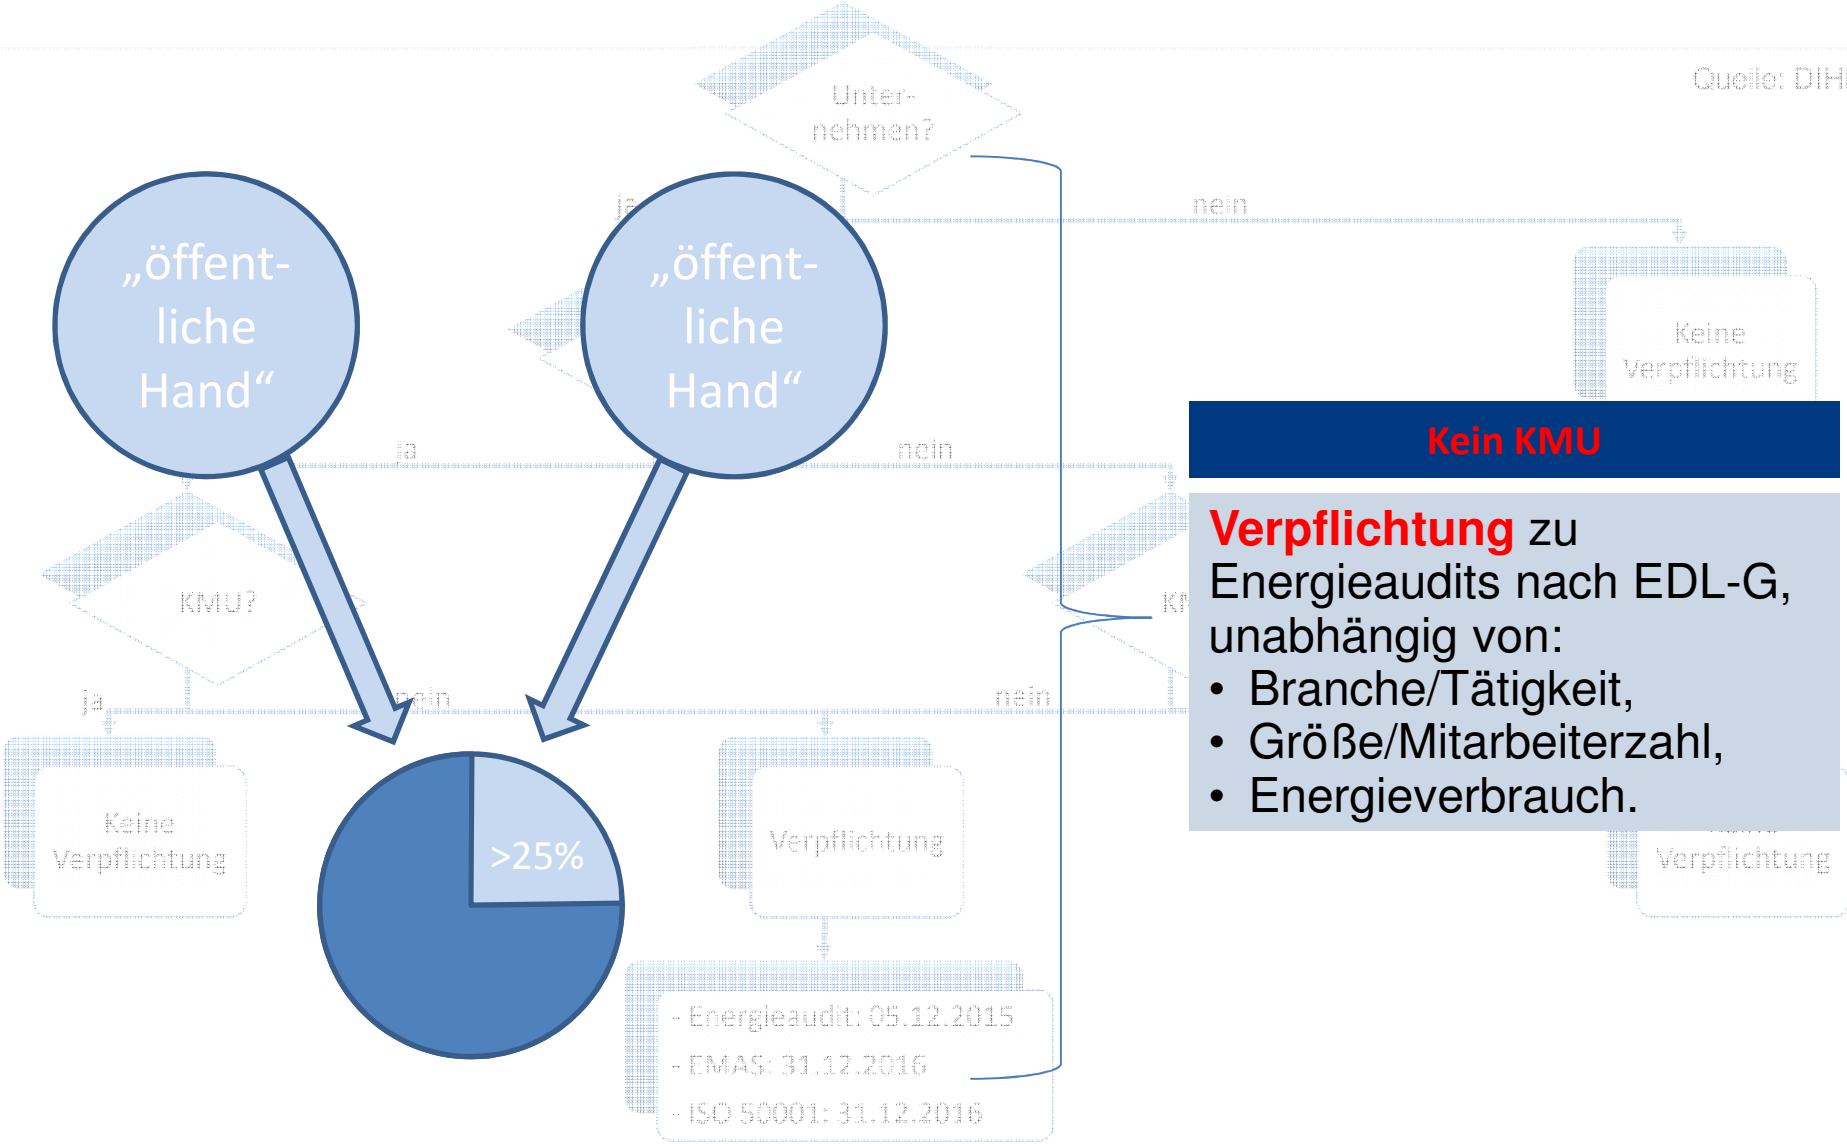 Unter-
nehmen?
Quelle: DIH
ja
nein
„öffent-
liche
Hand“
„öffent-
liche
Hand“
Keine
Verpflichtung
ja
nein
Kein KMU
Verpflichtung zu
Energieaudits nach EDL-G,
unabhängig von:
• Branche/Tätigkeit,
• Größe/Mitarbeiterzahl,
• Energieverbrauch.
KMU?
KM
ja
nein
nein
Keine
Verpflichtung
>25%
Verpflichtung
Verpflichtung
- Energieaudit: 05.12.2015
- EMAS: 31.12.2016
- ISO 50001: 31.12.2016